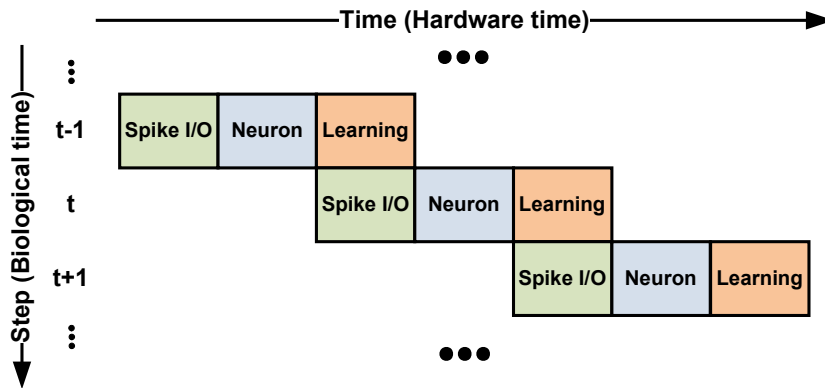 Time (Hardware time)
Step (Biological time)
t-1
Spike I/O
Neuron
Learning
t
Spike I/O
Neuron
Learning
t+1
Spike I/O
Neuron
Learning